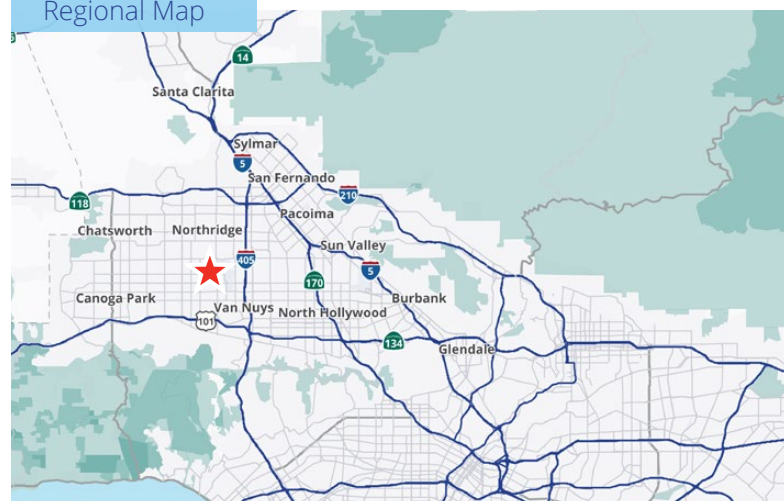 Regional Map
14
Santa Clarita
Sylmar
5
San Fernando
210
118
Pacoima
Chatsworth
Northridge
Sun Valley
405
5
170
Canoga Park
Van Nuys
North Hollywood
Burbank
101
134
Glendale